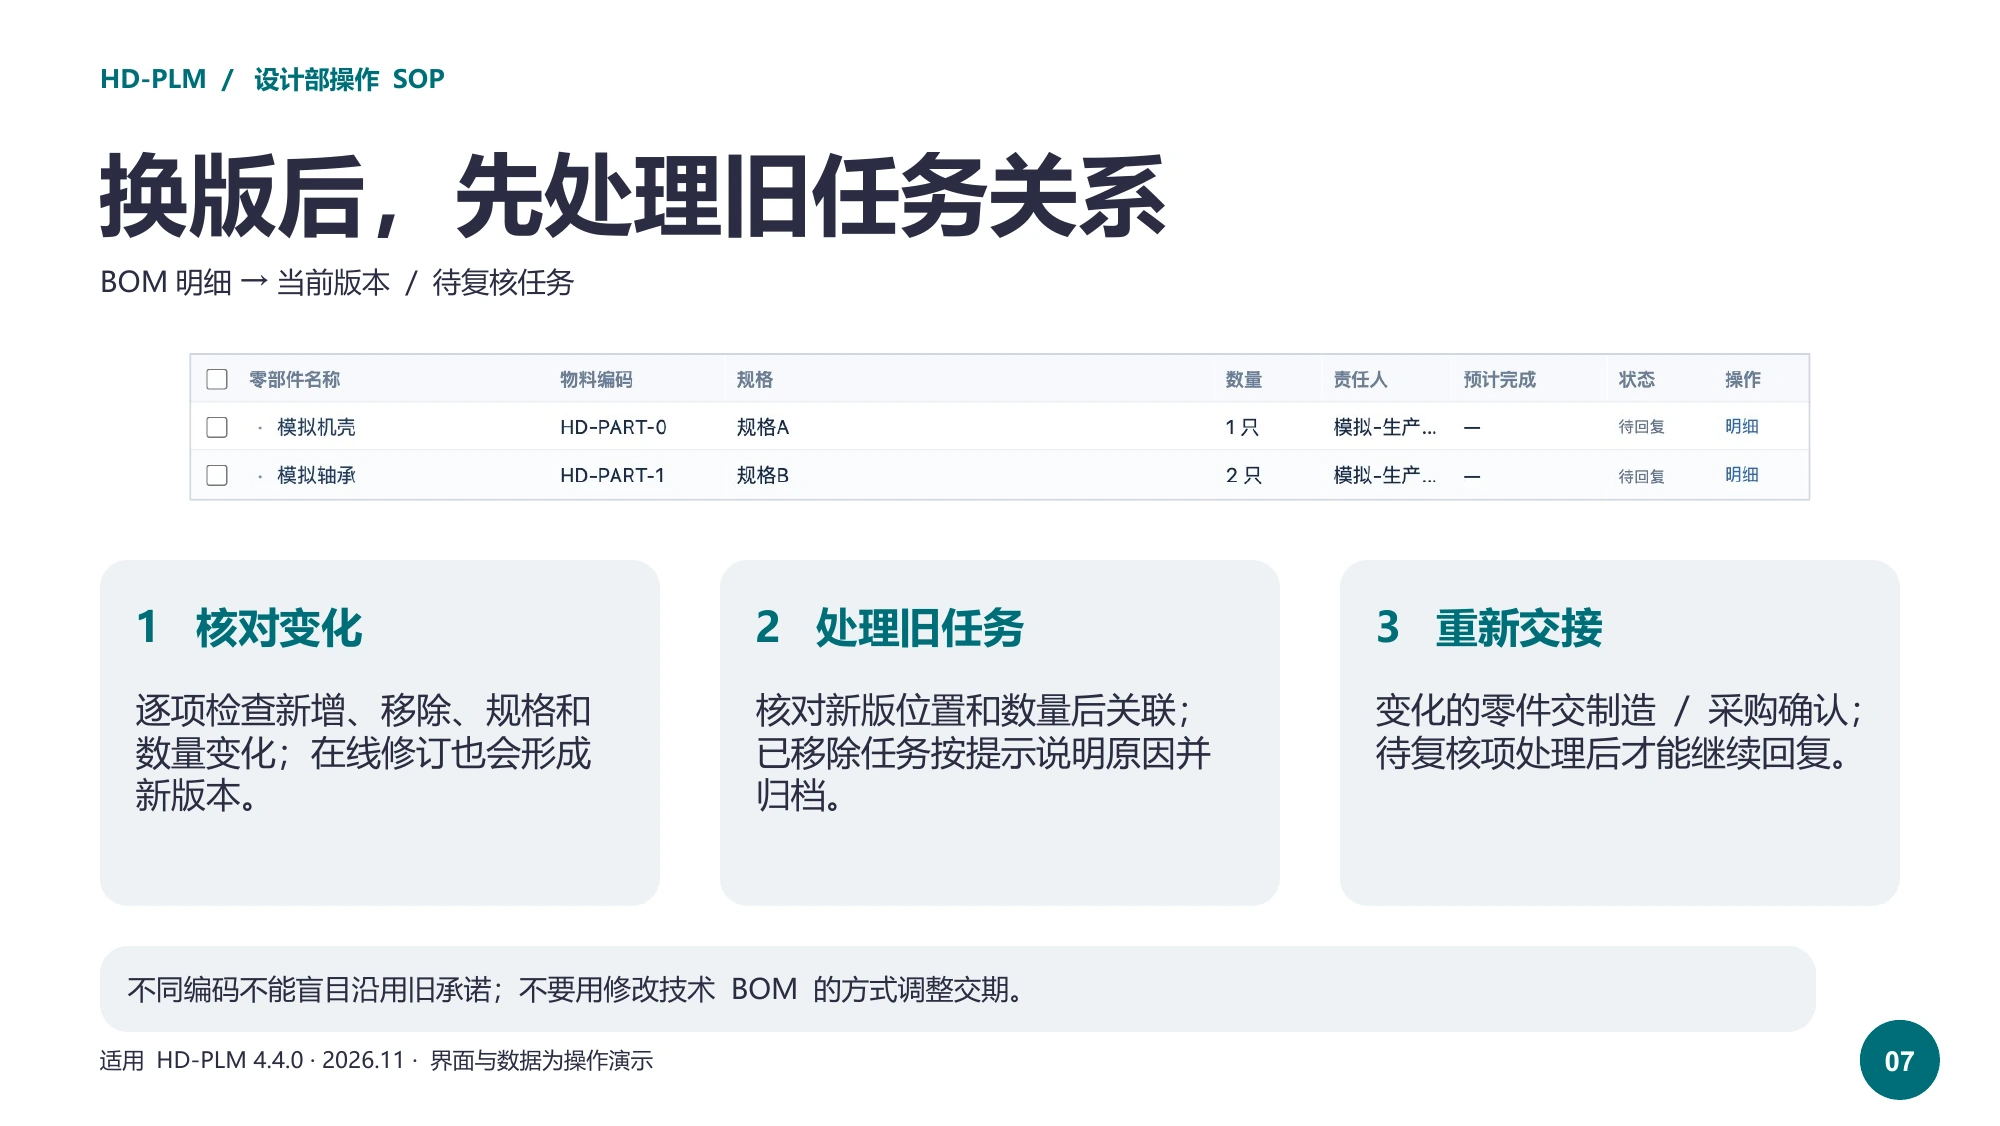 HD-PLM / 设计部操作 SOP
换版后，先处理旧任务关系
BOM 明细 → 当前版本 / 待复核任务
零部件名称 物料编码 规格 数量 责任人 预计完成 状态 操作
· 模拟机壳 HD-PART-0 规格A 1 只 模拟-生产... — 待回复 明细
· 模拟轴承 HD-PART-1 规格B 2 只 模拟-生产... — 待回复 明细
1 核对变化
逐项检查新增、移除、规格和
数量变化；在线修订也会形成
新版本。
2 处理旧任务
核对新版位置和数量后关联；
已移除任务按提示说明原因并
归档。
3 重新交接
变化的零件交制造 / 采购确认；
待复核项处理后才能继续回复。
不同编码不能盲目沿用旧承诺；不要用修改技术 BOM 的方式调整交期。
适用 HD-PLM 4.4.0 · 2026.11 · 界面与数据为操作演示
07